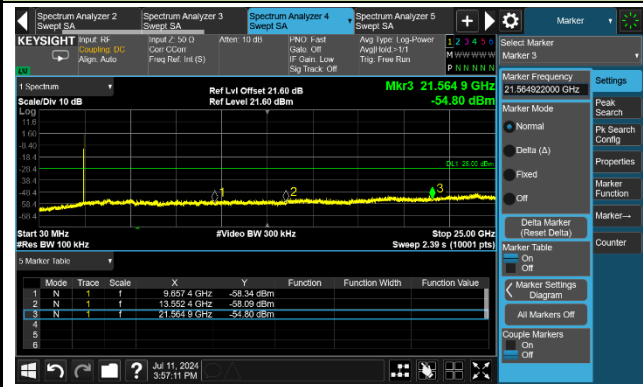 Spectrum Analyzer 2
Swept SA
Spectrum Analyzer 3
Swept SA
Spectrum Analyzer 4
Swept SA
Spectrum Analyzer 5
Swept SA
+
Marker
KEYSIGHT
Input: RF
Coupling: DC
Align: Auto
Input Z: 50 Ω
Corr CCorr
Freq Ref: Int (S)
Atten: 10 dB
PNO: Fast
Gate: Off
IF Gain: Low
Sig Track: Off
Avg Type: Log-Power
Avg|Hold:>1/1
Trig: Free Run
1 2 3 4 5 6
M W W W W W
P N N N N N
LV
1 Spectrum
Scale/Div 10 dB
Log
Ref Lvl Offset 21.60 dB
Ref Level 21.60 dBm
Mkr3 21.564 9 GHz
-54.80 dBm
11.6
1.60
-8.40
-18.4
-28.4
-38.4
-48.4
-58.4
-68.4
DL1 -28.00 dBm
1
2
3
Start 30 MHz
#Res BW 100 kHz
#Video BW 300 kHz
Stop 25.00 GHz
Sweep 2.39 s (10001 pts)
5 Marker Table
Mode Trace Scale X Y Function Function Width Function Value
1 N 1 f 9.657 4 GHz -58.34 dBm
2 N 1 f 13.552 4 GHz -58.09 dBm
3 N 1 f 21.564 9 GHz -54.80 dBm
4
5
6
Select Marker
Marker 3
Marker Frequency
21.564922000 GHz
Marker Mode
Normal
Delta (Δ)
Fixed
Off
Delta Marker
(Reset Delta)
Marker Table
On
Off
Marker Settings
Diagram
All Markers Off
Couple Markers
On
Off
Settings
Peak
Search
Pk Search
Config
Properties
Marker
Function
Marker→
Counter
?
Jul 11, 2024
3:57:11 PM